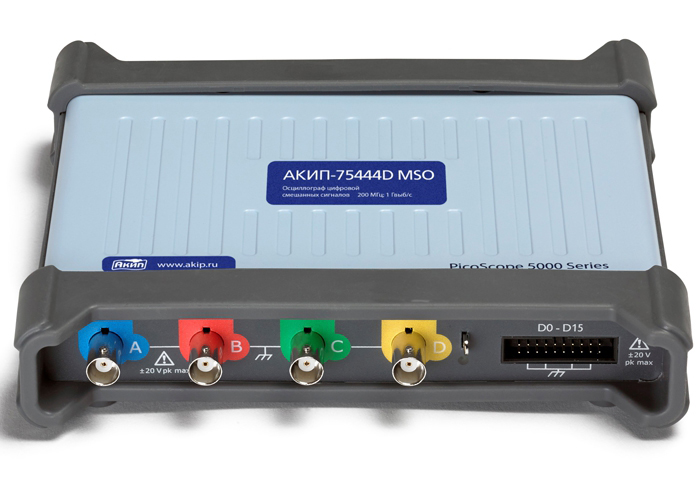 АКИП-75444D MSO
Осциллограф цифровой
смешанных сигналов 200 МГц; 1 Гвыб/с
АКИП www.akip.ru
PicoScope 5000 Series
A B C D D0 - D15
±20 V pk max
±20 V
pk max